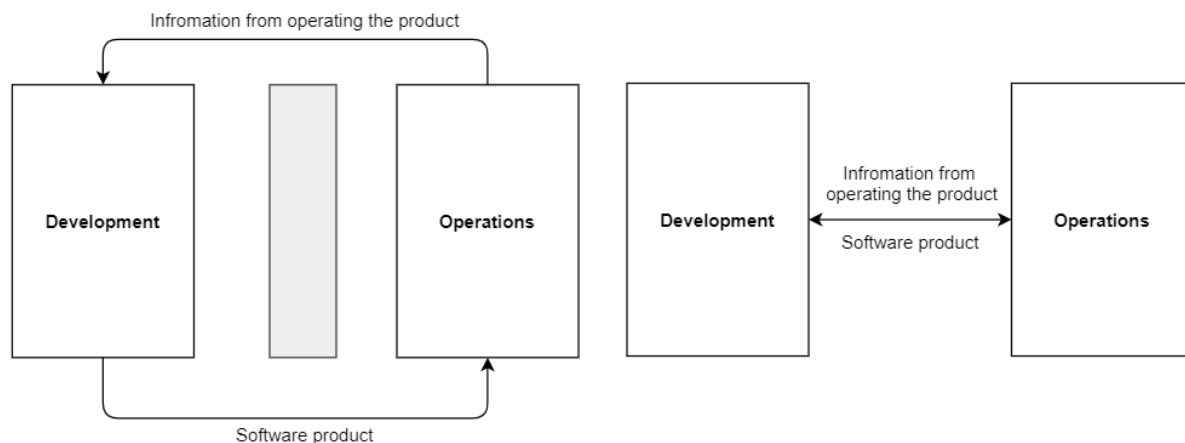 Infromation from operating the product
Development
Operations
Software product
Development
Infromation from
operating the product
Software product
Operations